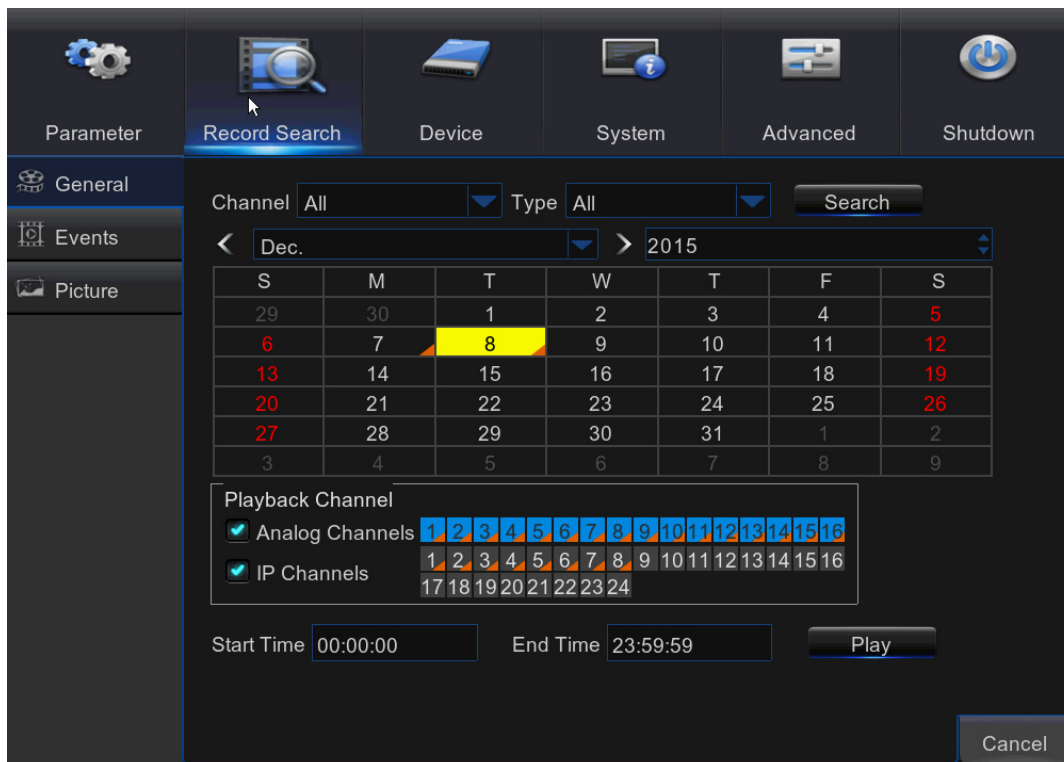 Parameter Record Search Device System Advanced Shutdown
General
Events
Picture
Channel All Type All Search
Dec. 2015
S M T W T F S
29 30 1 2 3 4 5
6 7 8 9 10 11 12
13 14 15 16 17 18 19
20 21 22 23 24 25 26
27 28 29 30 31 1 2
3 4 5 6 7 8 9
Playback Channel
Analog Channels 1 2 3 4 5 6 7 8 9 10 11 12 13 14 15 16
IP Channels 1 2 3 4 5 6 7 8 9 10 11 12 13 14 15 16
17 18 19 20 21 22 23 24
Start Time 00:00:00 End Time 23:59:59 Play
Cancel